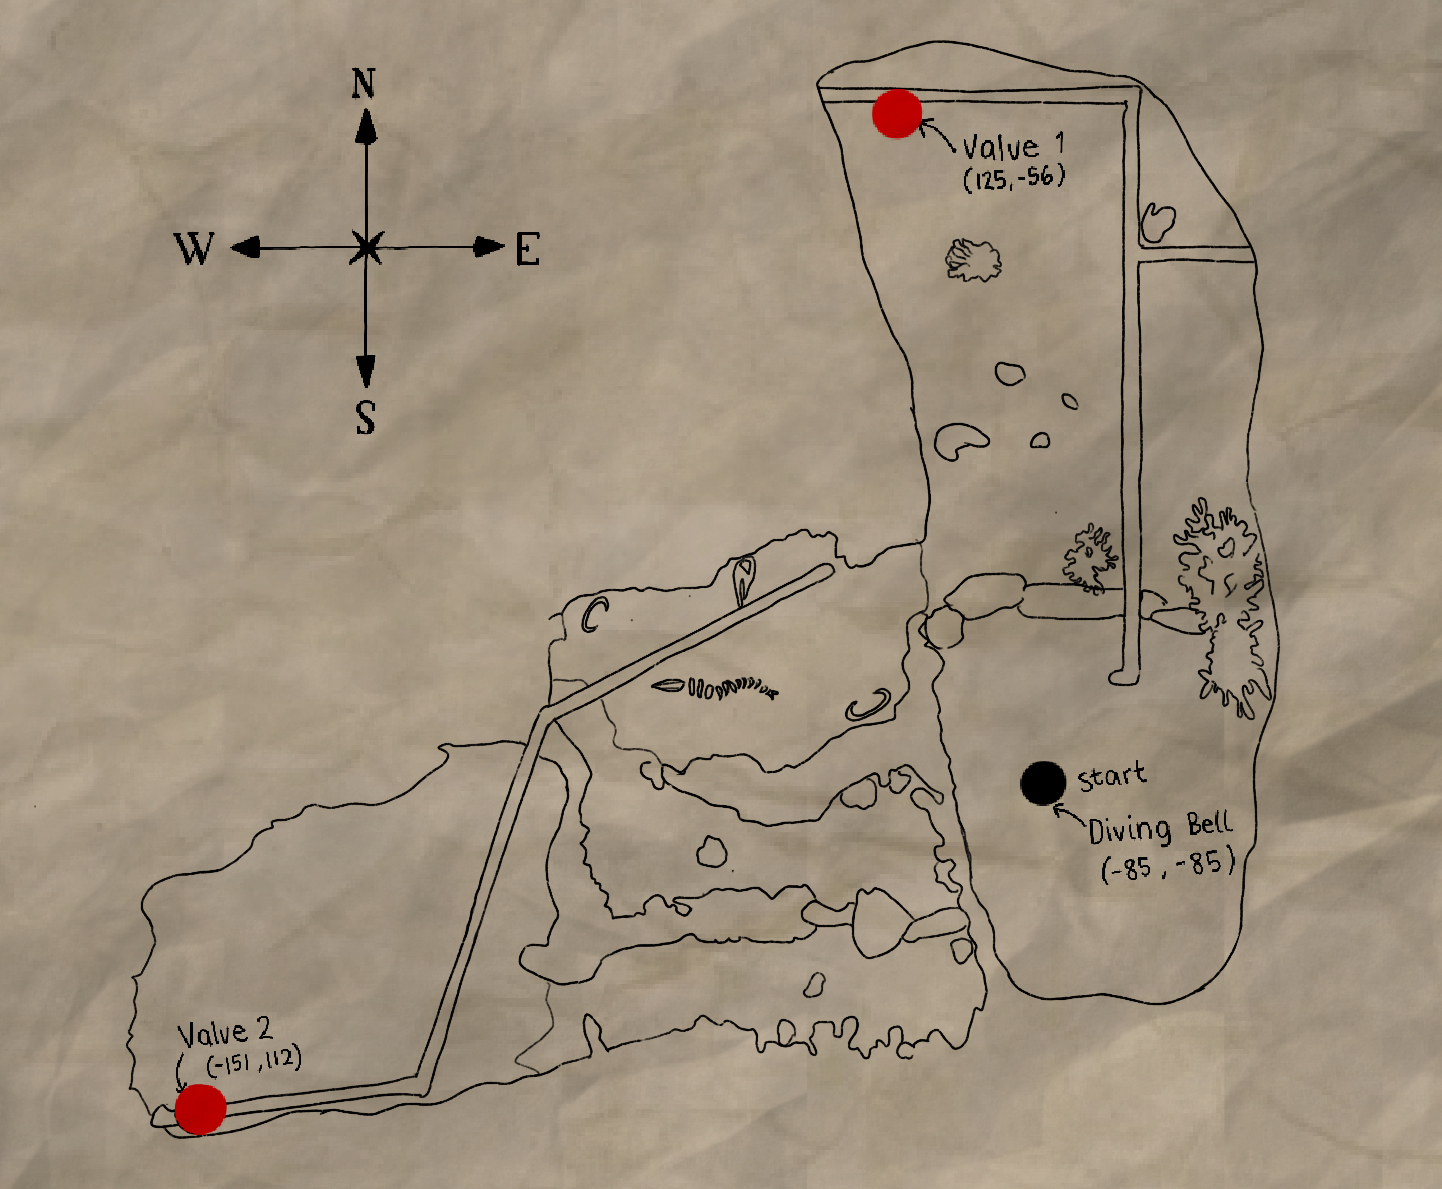 N
W
E
S
Valve 1
(125,-56)
start
Diving Bell
(-85, -85)
Valve 2
(-151,112)